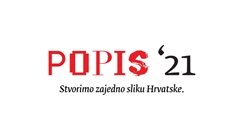 POPIS ‘21
Stvorimo zajedno sliku Hrvatske.